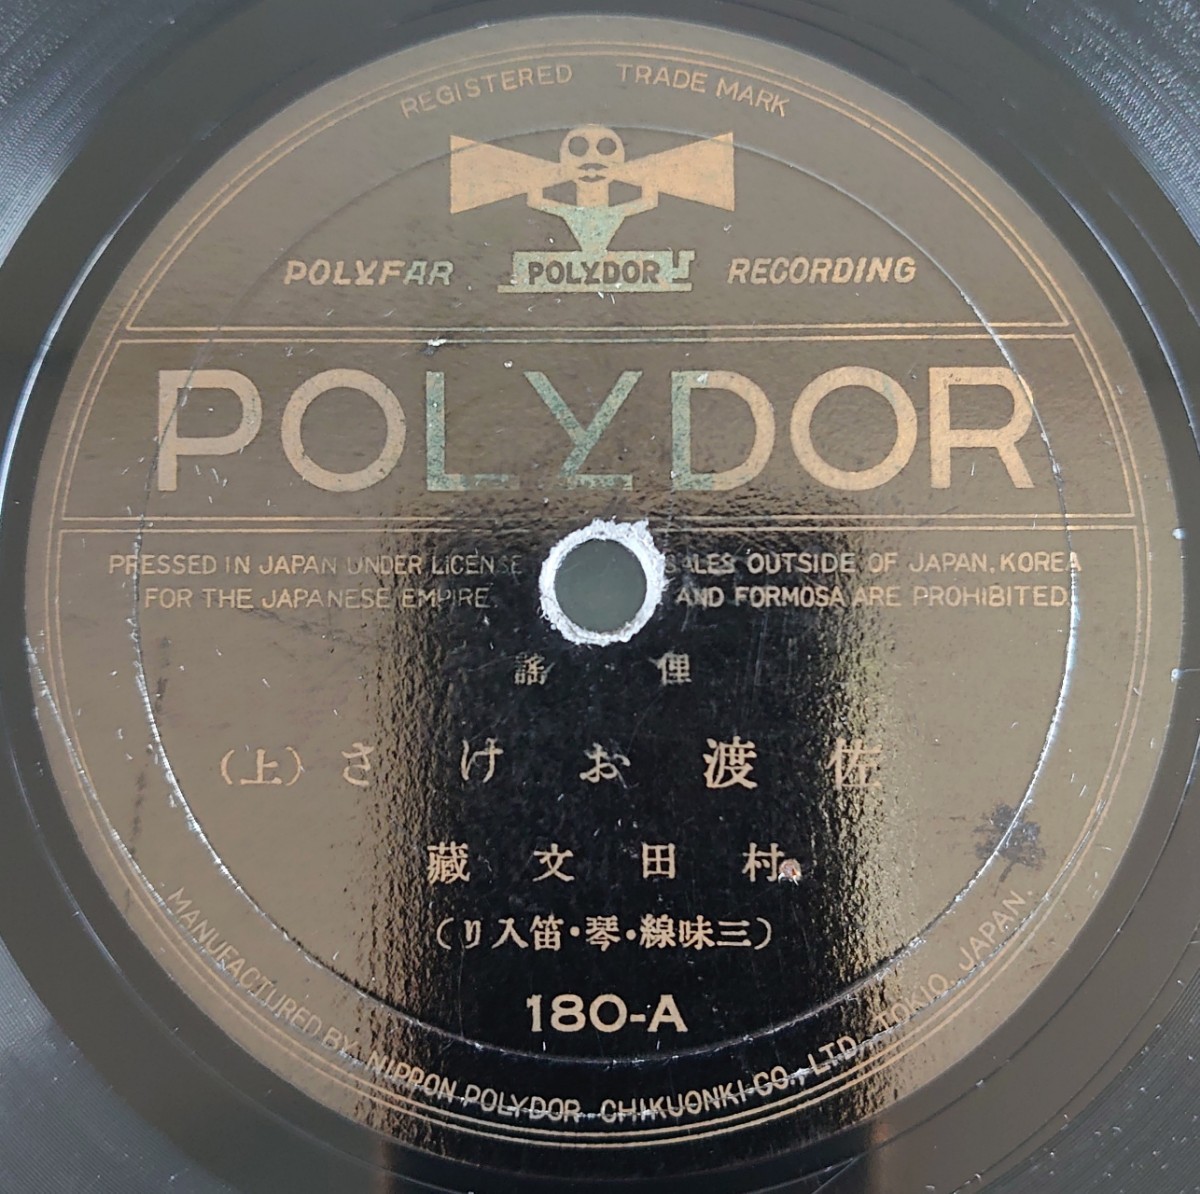 REGISTERED TRADE MARK
POLYFAR POLYDOR RECORDING
POLYDOR
PRESSED IN JAPAN UNDER LICENSE SALES OUTSIDE OF JAPAN, KOREA
FOR THE JAPANESE EMPIRE. AND FORMOSA ARE PROHIBITED.
俚謠
佐渡おけさ(上)
村田文藏
(三味線・琴・笛入り)
180-A
MANUFACTURED BY NIPPON POLYDOR CHIKUONKI CO., LTD. TOKIO JAPAN.